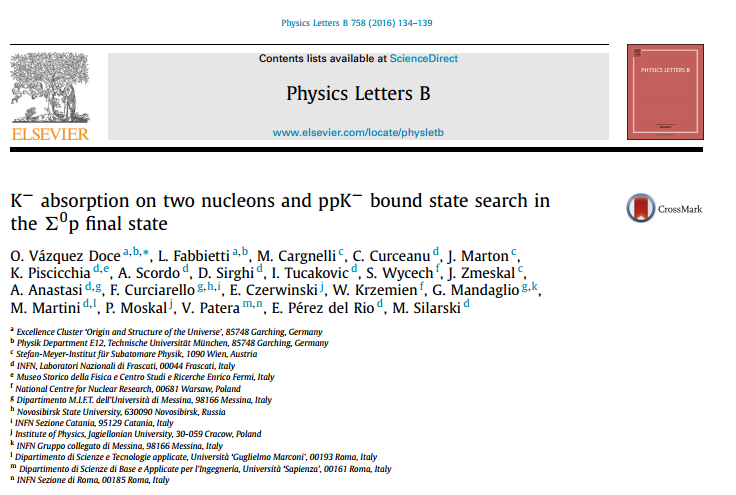 Physics Letters B 758 (2016) 134–139
Contents lists available at ScienceDirect
PHYSICS LETTERS B
Physics Letters B
ELSEVIER
www.elsevier.com/locate/physletb
K⁻ absorption on two nucleons and ppK⁻ bound state search in
the Σ⁰p final state
CrossMark
O. Vázquez Doce ᵃ,ᵇ,*, L. Fabbietti ᵃ,ᵇ, M. Cargnelli ᶜ, C. Curceanu ᵈ, J. Marton ᶜ,
K. Piscicchia ᵈ,ᵉ, A. Scordo ᵈ, D. Sirghi ᵈ, I. Tucakovic ᵈ, S. Wycech ᶠ, J. Zmeskal ᶜ,
A. Anastasi ᵈ,ᵍ, F. Curciarello ᵍ,ʰ,ⁱ, E. Czerwinski ʲ, W. Krzemien ᶠ, G. Mandaglio ᵍ,ᵏ,
M. Martini ᵈ,ˡ, P. Moskal ʲ, V. Patera ᵐ,ⁿ, E. Pérez del Rio ᵈ, M. Silarski ᵈ
ᵃ Excellence Cluster ‘Origin and Structure of the Universe’, 85748 Garching, Germany
ᵇ Physik Department E12, Technische Universität München, 85748 Garching, Germany
ᶜ Stefan-Meyer-Institut für Subatomare Physik, 1090 Wien, Austria
ᵈ INFN, Laboratori Nazionali di Frascati, 00044 Frascati, Italy
ᵉ Museo Storico della Fisica e Centro Studi e Ricerche Enrico Fermi, Italy
ᶠ National Centre for Nuclear Research, 00681 Warsaw, Poland
ᵍ Dipartimento M.I.F.T. dell’Università di Messina, 98166 Messina, Italy
ʰ Novosibirsk State University, 630090 Novosibirsk, Russia
ⁱ INFN Sezione Catania, 95129 Catania, Italy
ʲ Institute of Physics, Jagiellonian University, 30-059 Cracow, Poland
ᵏ INFN Gruppo collegato di Messina, 98166 Messina, Italy
ˡ Dipartimento di Scienze e Tecnologie applicate, Università ‘Guglielmo Marconi’, 00193 Roma, Italy
ᵐ Dipartimento di Scienze di Base e Applicate per l’Ingegneria, Università ‘Sapienza’, 00161 Roma, Italy
ⁿ INFN Sezione di Roma, 00185 Roma, Italy